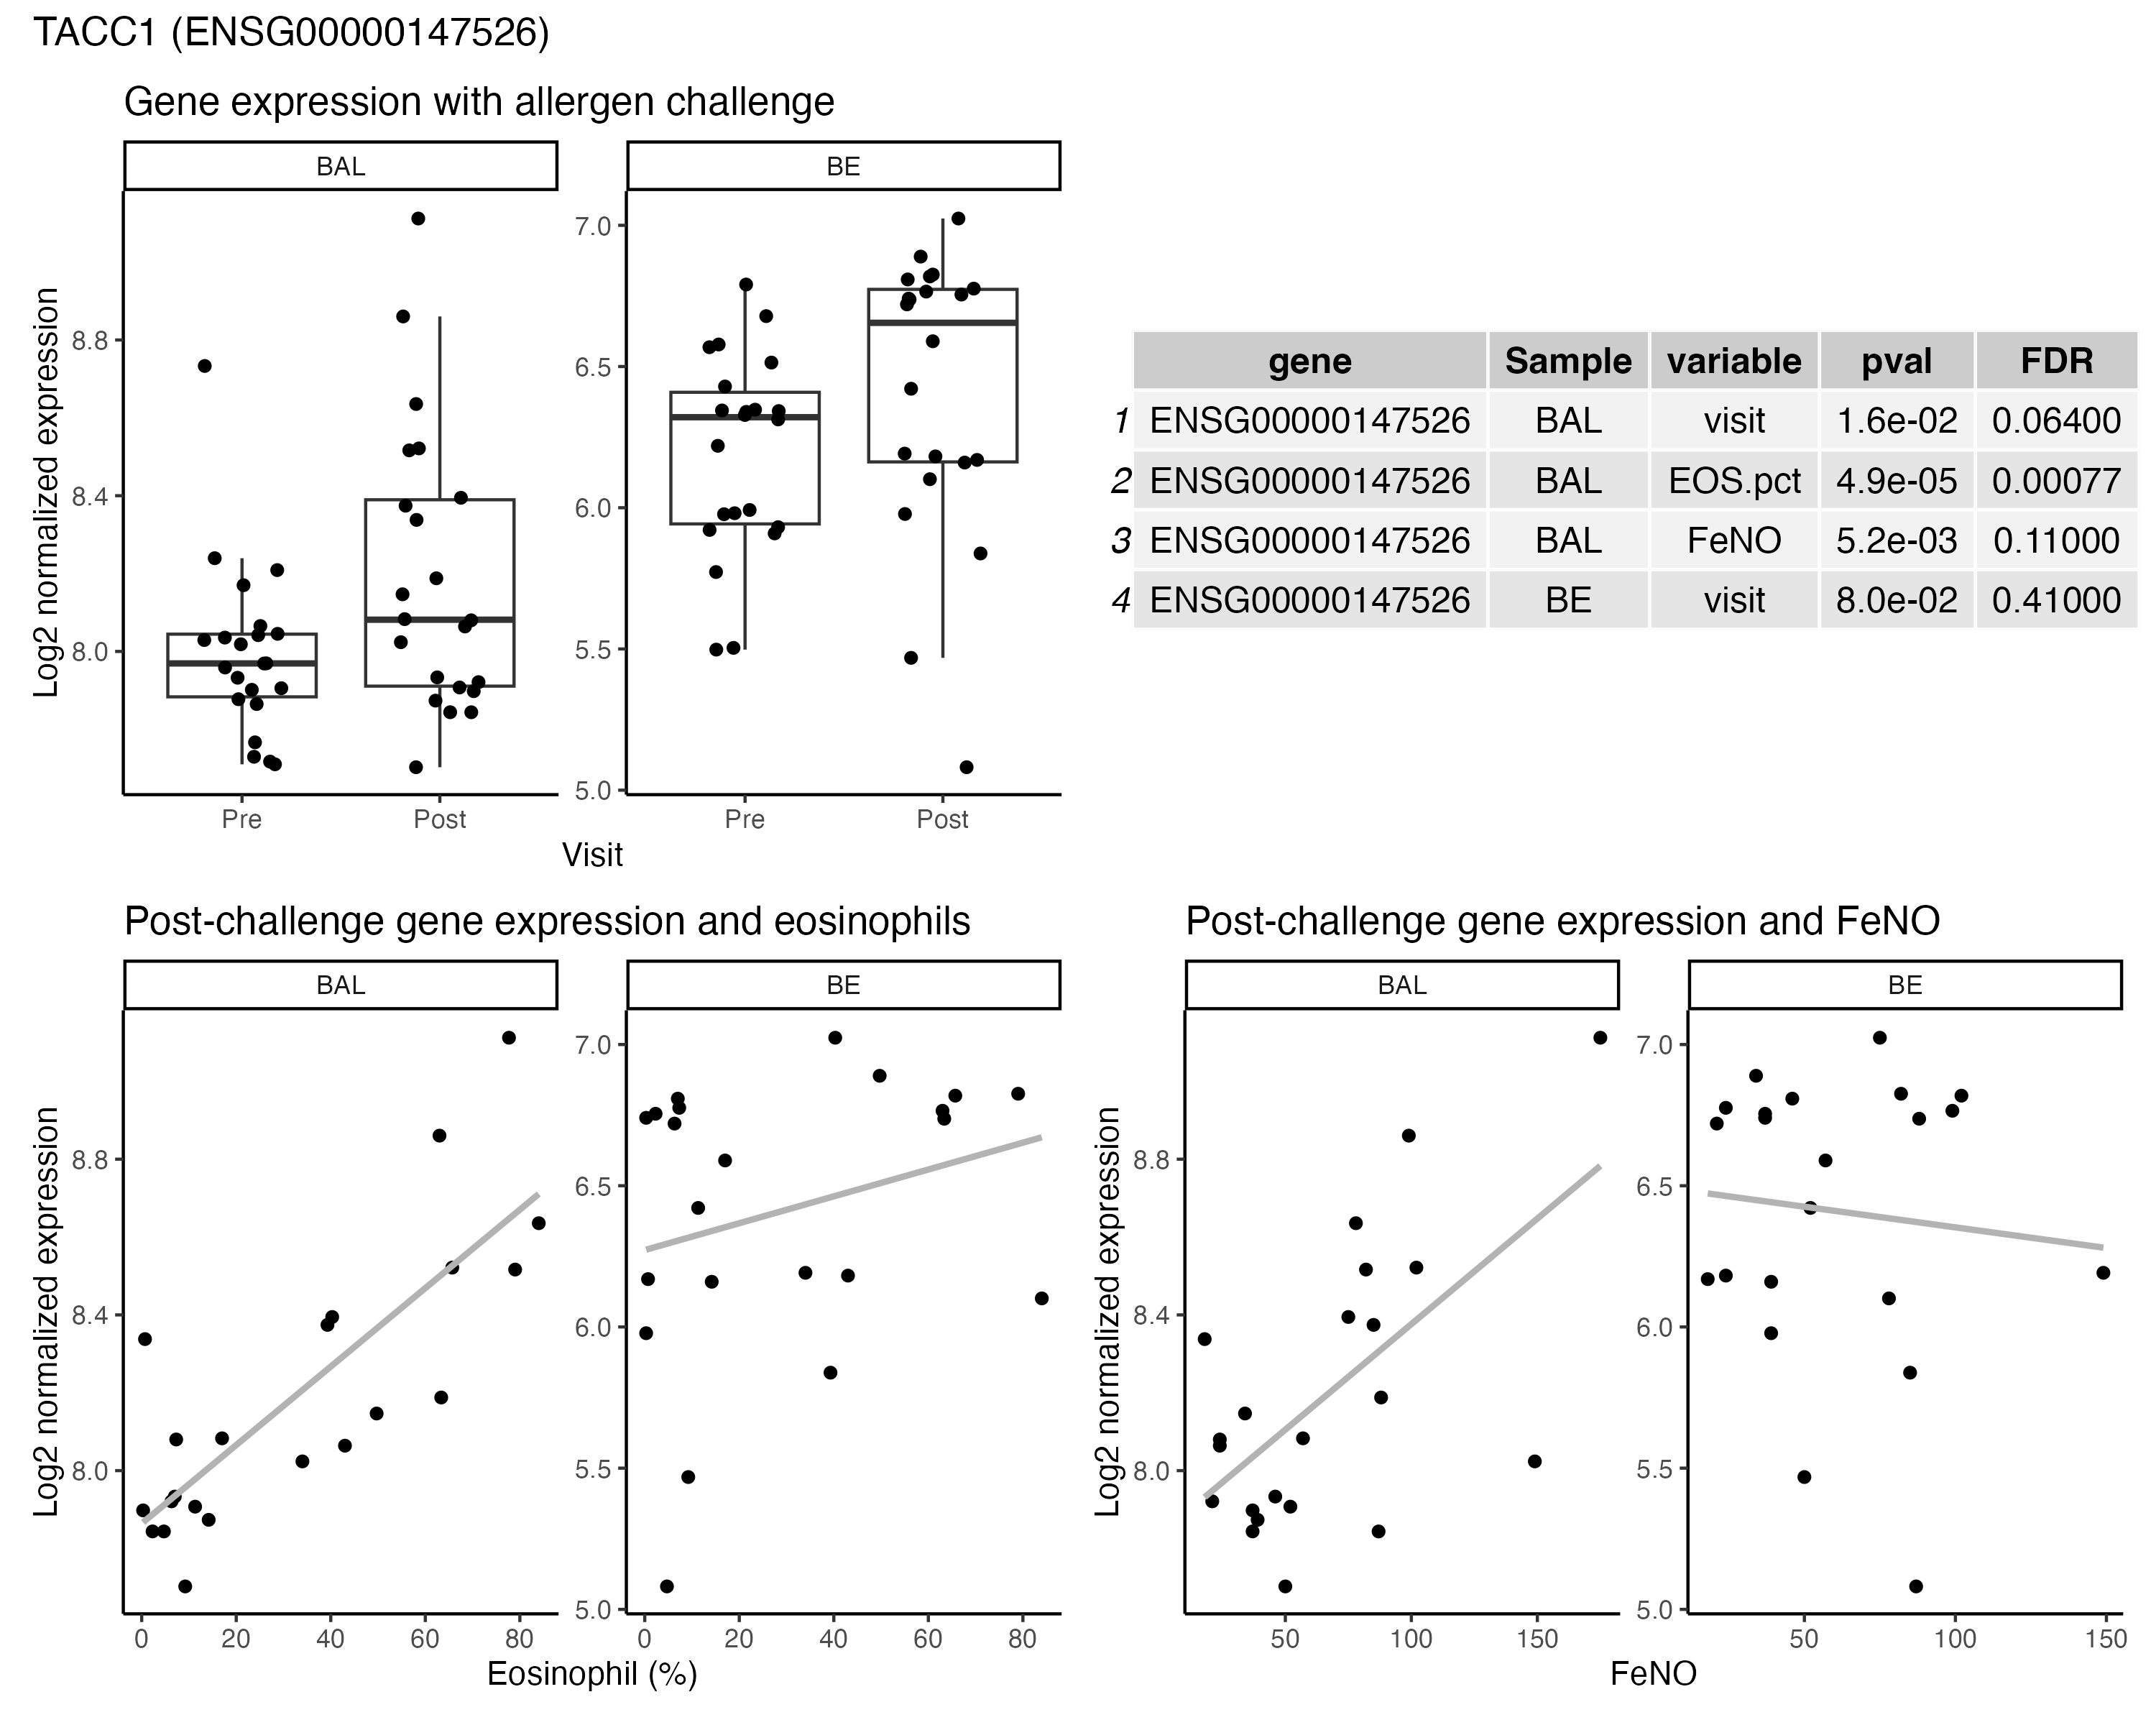 TACC1 (ENSG00000147526)
Gene expression with allergen challenge
BAL
BE
Log2 normalized expression
8.8
8.4
8.0
7.0
6.5
6.0
5.5
5.0
Pre
Post
Pre
Post
Visit
gene Sample variable pval FDR
1 ENSG00000147526 BAL visit 1.6e-02 0.06400
2 ENSG00000147526 BAL EOS.pct 4.9e-05 0.00077
3 ENSG00000147526 BAL FeNO 5.2e-03 0.11000
4 ENSG00000147526 BE visit 8.0e-02 0.41000
Post-challenge gene expression and eosinophils
BAL
BE
Log2 normalized expression
8.8
8.4
8.0
7.0
6.5
6.0
5.5
5.0
0 20 40 60 80
0 20 40 60 80
Eosinophil (%)
Post-challenge gene expression and FeNO
BAL
BE
Log2 normalized expression
8.8
8.4
8.0
7.0
6.5
6.0
5.5
5.0
50 100 150
50 100 150
FeNO